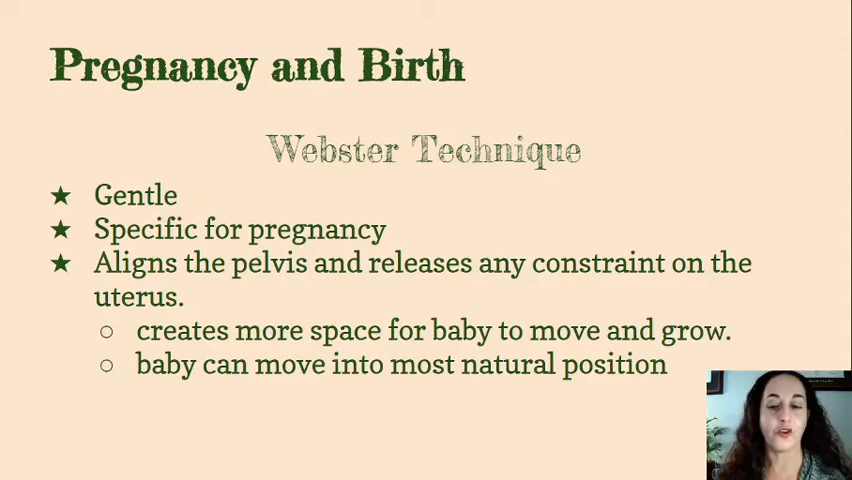 Pregnancy and Birth
Webster Technique
★ Gentle
★ Specific for pregnancy
★ Aligns the pelvis and releases any constraint on the
uterus.
○ creates more space for baby to move and grow.
○ baby can move into most natural position